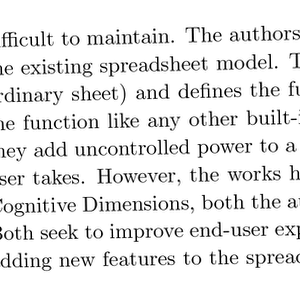 fficult to maintain. The authors
e existing spreadsheet model. T
rdinary sheet) and defines the fu
e function like any other built-i
hey add uncontrolled power to a
ser takes. However, the works h
Cognitive Dimensions, both the a
Both seek to improve end-user exp
dding new features to the spread